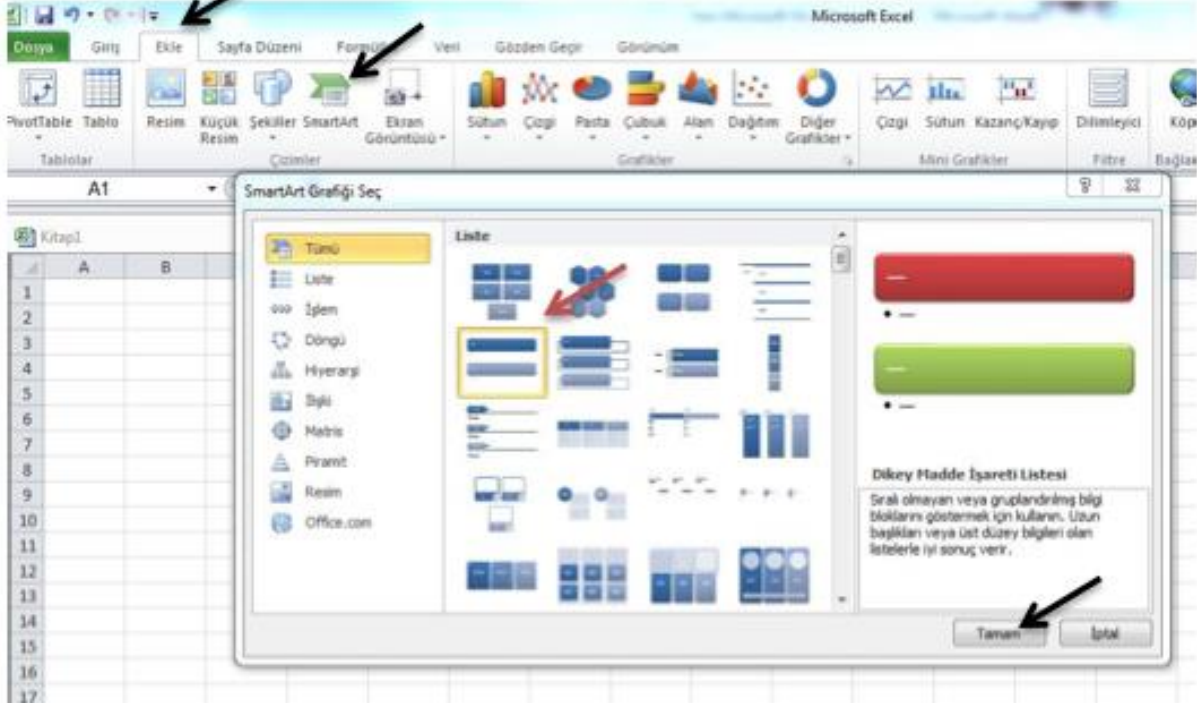 Microsoft Excel
Dosya Giriş Ekle Sayfa Düzeni Veri Gözden Geçir Görünüm
PivotTable Tablo Resim Küçük Resim Şekiller SmartArt Ekran Görüntüsü Sütun Çizgi Pasta Çubuk Alan Dağıtım Diğer Grafikler Çizgi Sütun Kazanç/Kayıp Dilimleyici
Tablolar Çizimler Grafikler Mini Grafikler Filtre
A1
SmartArt Grafiği Seç
Kitap1
A B
1
2
3
4
5
6
7
8
9
10
11
12
13
14
15
16
17
Tümü
Liste
İşlem
Döngü
Hiyerarşi
İlişki
Matris
Piramit
Resim
Office.com
Liste
Dikey Madde İşareti Listesi
Sıralı olmayan veya gruplandırılmış bilgi
bloklarını göstermek için kullanın. Uzun
başlıkları veya üst düzey bilgileri olan
listelerle iyi sonuç verir.
Tamam İptal